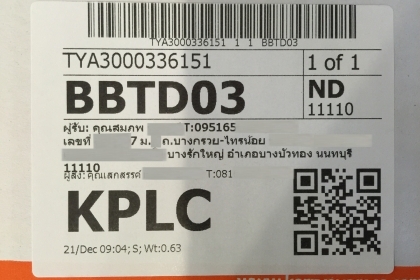 TYA3000336151 1 1 BBTD03
TYA3000336151 1 of 1
BBTD03 ND
11110
ผู้รับ: คุณสมภพ T:095165
เลขที่ 7 ม. ถ.บางกรวย-ไทรน้อย
บางรักใหญ่ อำเภอบางบัวทอง นนทบุรี
11110
ผู้ส่ง: คุณเสกสรรค์ T:081
KPLC
21/Dec 09:04; S; Wt:0.63